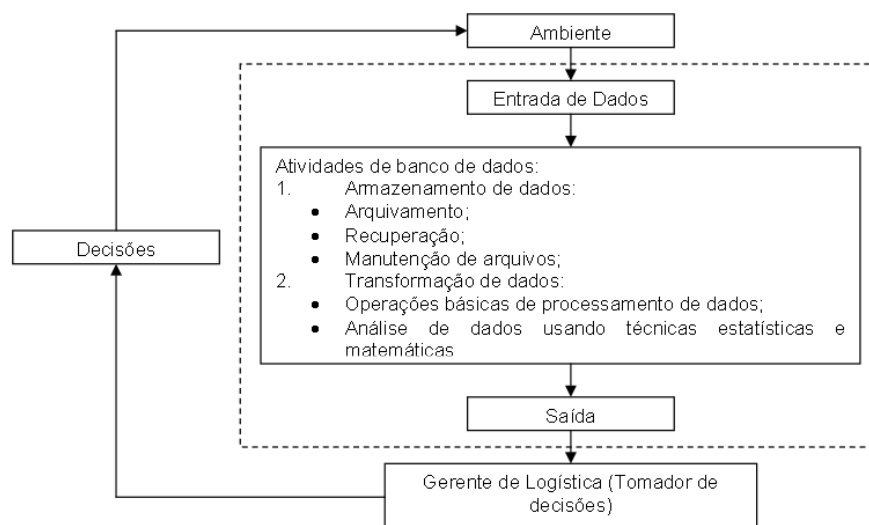 Ambiente
Entrada de Dados
Atividades de banco de dados:
1. Armazenamento de dados:
• Arquivamento;
• Recuperação;
• Manutenção de arquivos;
2. Transformação de dados:
• Operações básicas de processamento de dados;
• Análise de dados usando técnicas estatísticas e
matemáticas
Decisões
Saída
Gerente de Logística (Tomador de
decisões)